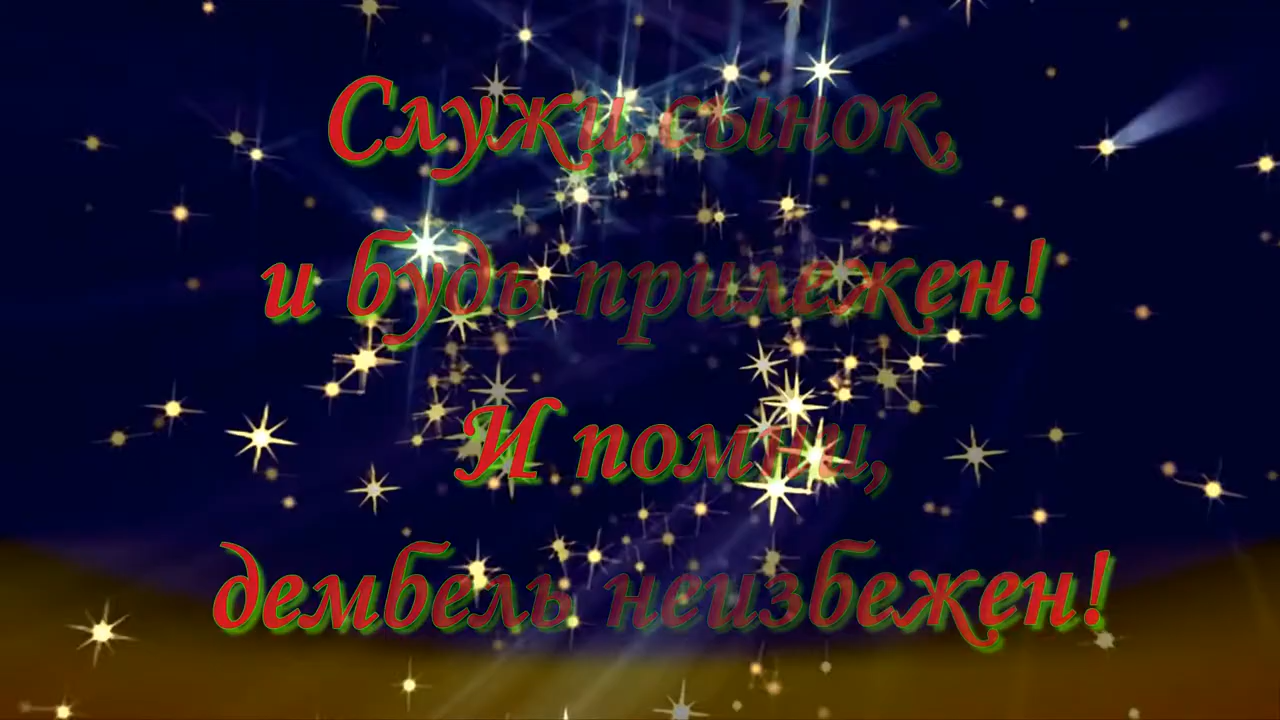 Служи,сынок,
и будь прилежен!
И помни,
дембель неизбежен!